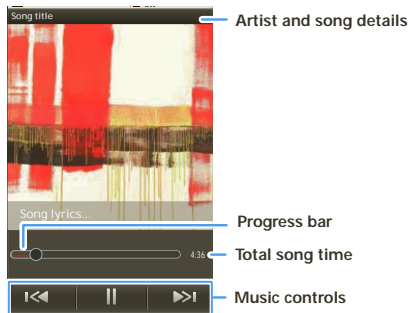 Song title
Artist and song details
Song lyrics...
Progress bar
4:36
Total song time
Music controls